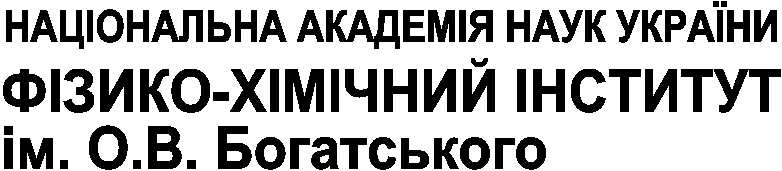 НАЦІОНАЛЬНА АКАДЕМІЯ НАУК УКРАЇНИ
ФІЗИКО-ХІМІЧНИЙ ІНСТИТУТ
ім. О.В. Богатського